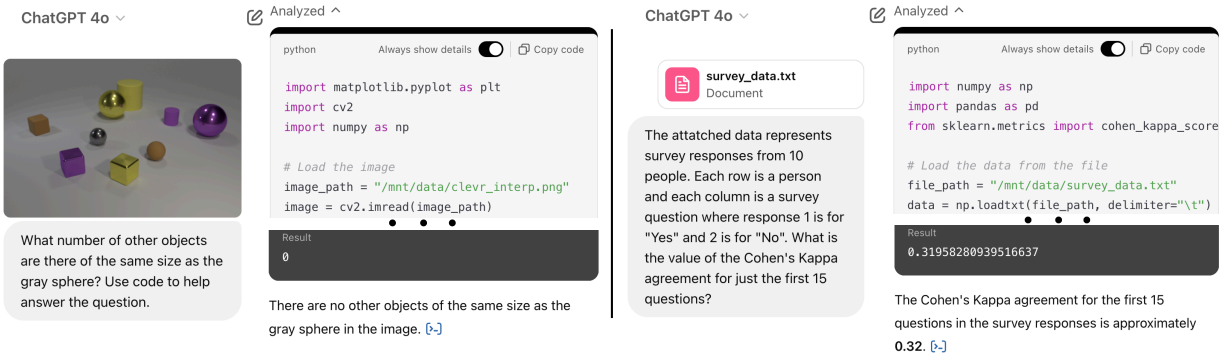 ChatGPT 4o
What number of other objects
are there of the same size as the
gray sphere? Use code to help
answer the question.
Analyzed
python
Always show details
Copy code
import matplotlib.pyplot as plt
import cv2
import numpy as np
# Load the image
image_path = "/mnt/data/clevr_interp.png"
image = cv2.imread(image_path)
Result
0
There are no other objects of the same size as the
gray sphere in the image. [>-]
ChatGPT 4o
survey_data.txt
Document
The attatched data represents
survey responses from 10
people. Each row is a person
and each column is a survey
question where response 1 is for
"Yes" and 2 is for "No". What is
the value of the Cohen's Kappa
agreement for just the first 15
questions?
Analyzed
python
Always show details
Copy code
import numpy as np
import pandas as pd
from sklearn.metrics import cohen_kappa_score
# Load the data from the file
file_path = "/mnt/data/survey_data.txt"
data = np.loadtxt(file_path, delimiter="\t")
Result
0.31958280939516637
The Cohen's Kappa agreement for the first 15
questions in the survey responses is approximately
0.32. [>-]